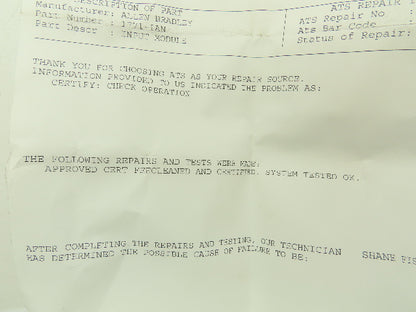 DESCRIPTION OF PART
Manufacturer: ALLEN BRADLEY
Part Number : 1771-IAN
Part Descr : INPUT MODULE
ATS REPAIR
ATS Repair No :
Ats Bar Code
Status of Repair:
THANK YOU FOR CHOOSING ATS AS YOUR REPAIR SOURCE.
INFORMATION PROVIDED TO US INDICATED THE PROBLEM AS:
CERTIFY: CHECK OPERATION
THE FOLLOWING REPAIRS AND TESTS WERE MADE:
APPROVED CERT PZECLEANED AND CERTIFIED. SYSTEM TESTED OK.
AFTER COMPLETING THE REPAIRS AND TESTING, OUR TECHNICIAN SHANE FIS
HAS DETERMINED THE POSSIBLE CAUSE OF FAILURE TO BE: